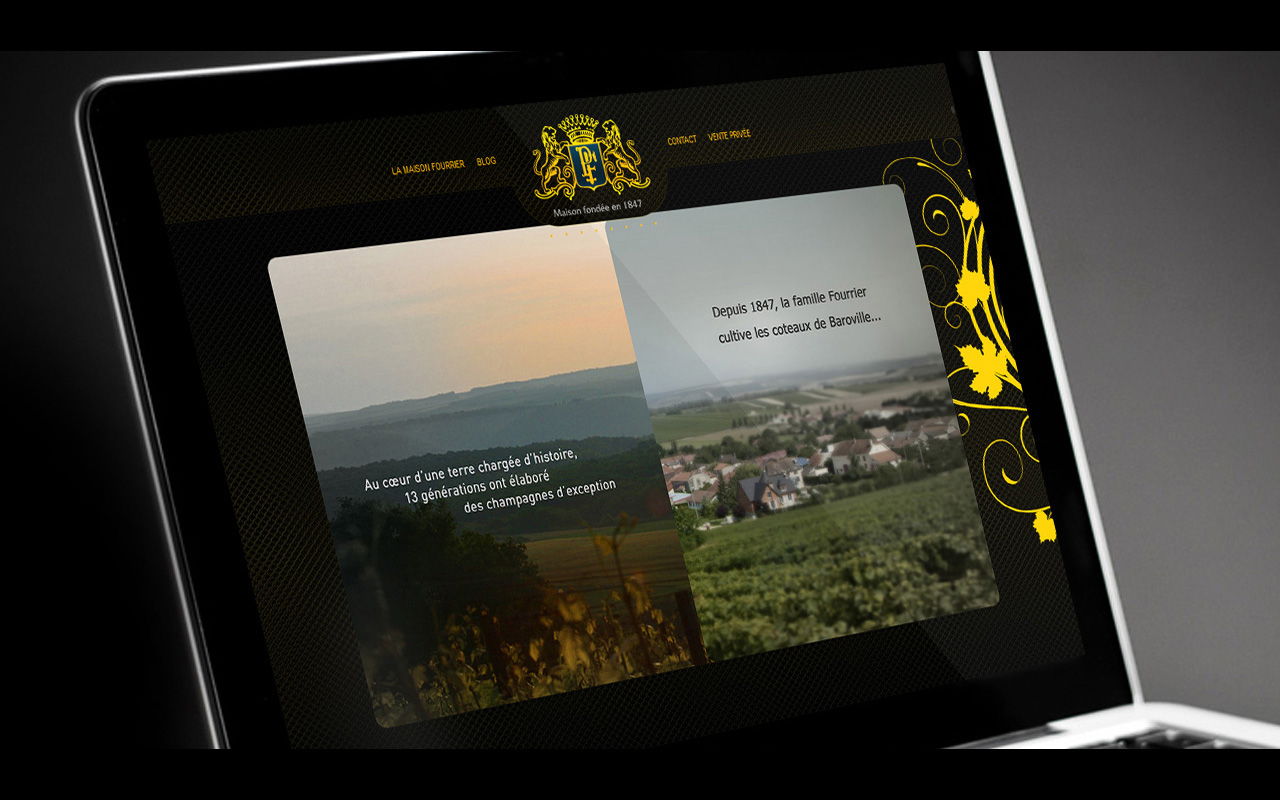 LA MAISON FOURRIER BLOG
CONTACT VENTE PRIVÉE
PF
Maison fondée en 1847
Depuis 1847, la famille Fourrier
cultive les coteaux de Baroville...
Au cœur d'une terre chargée d'histoire,
13 générations ont élaboré
des champagnes d'exception